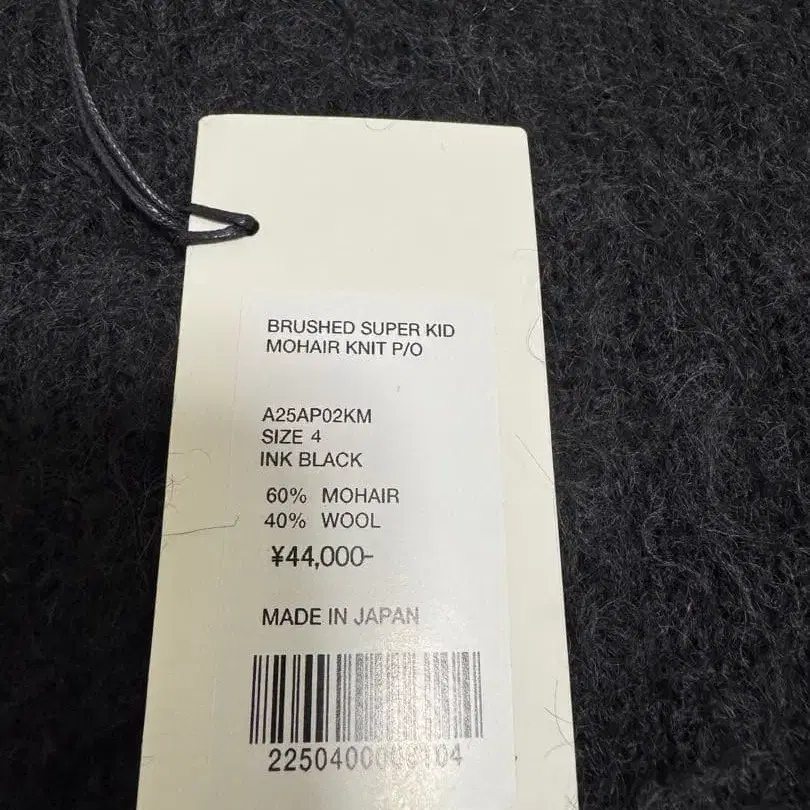 BRUSHED SUPER KID
MOHAIR KNIT P/O
A25AP02KM
SIZE 4
INK BLACK
60% MOHAIR
40% WOOL
¥44,000-
MADE IN JAPAN